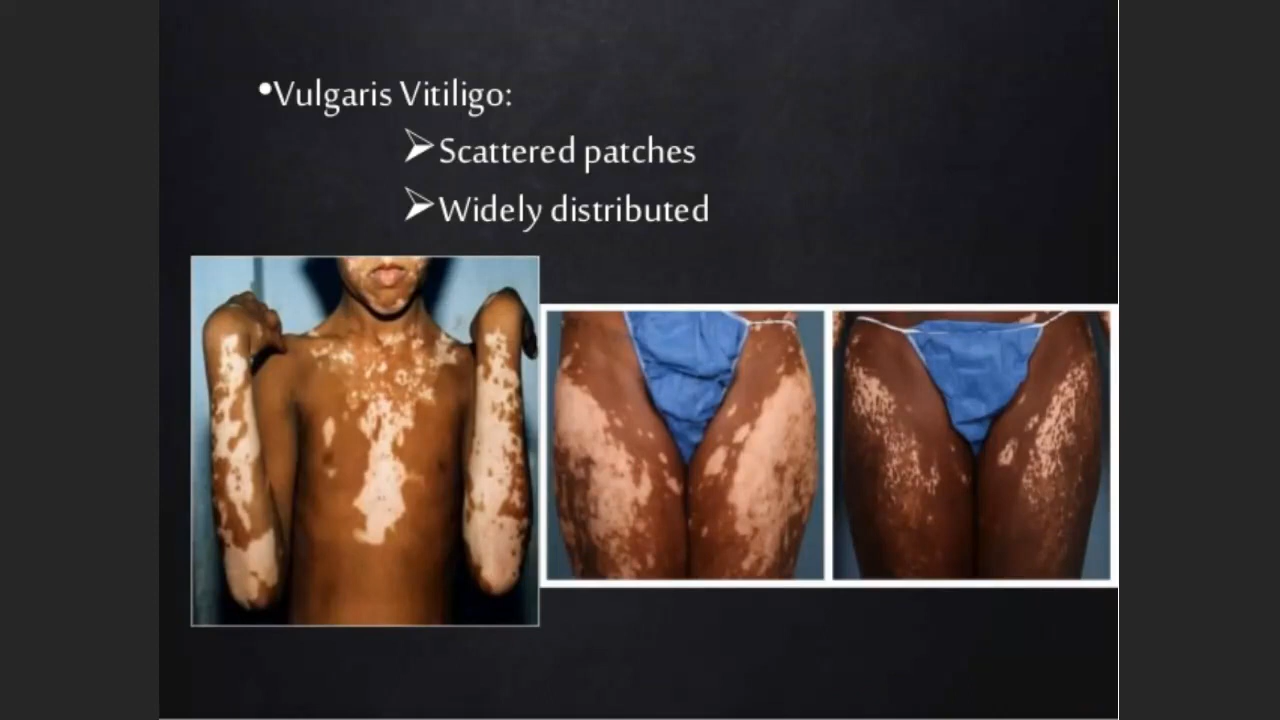 •Vulgaris Vitiligo:
➢Scattered patches
➢Widely distributed